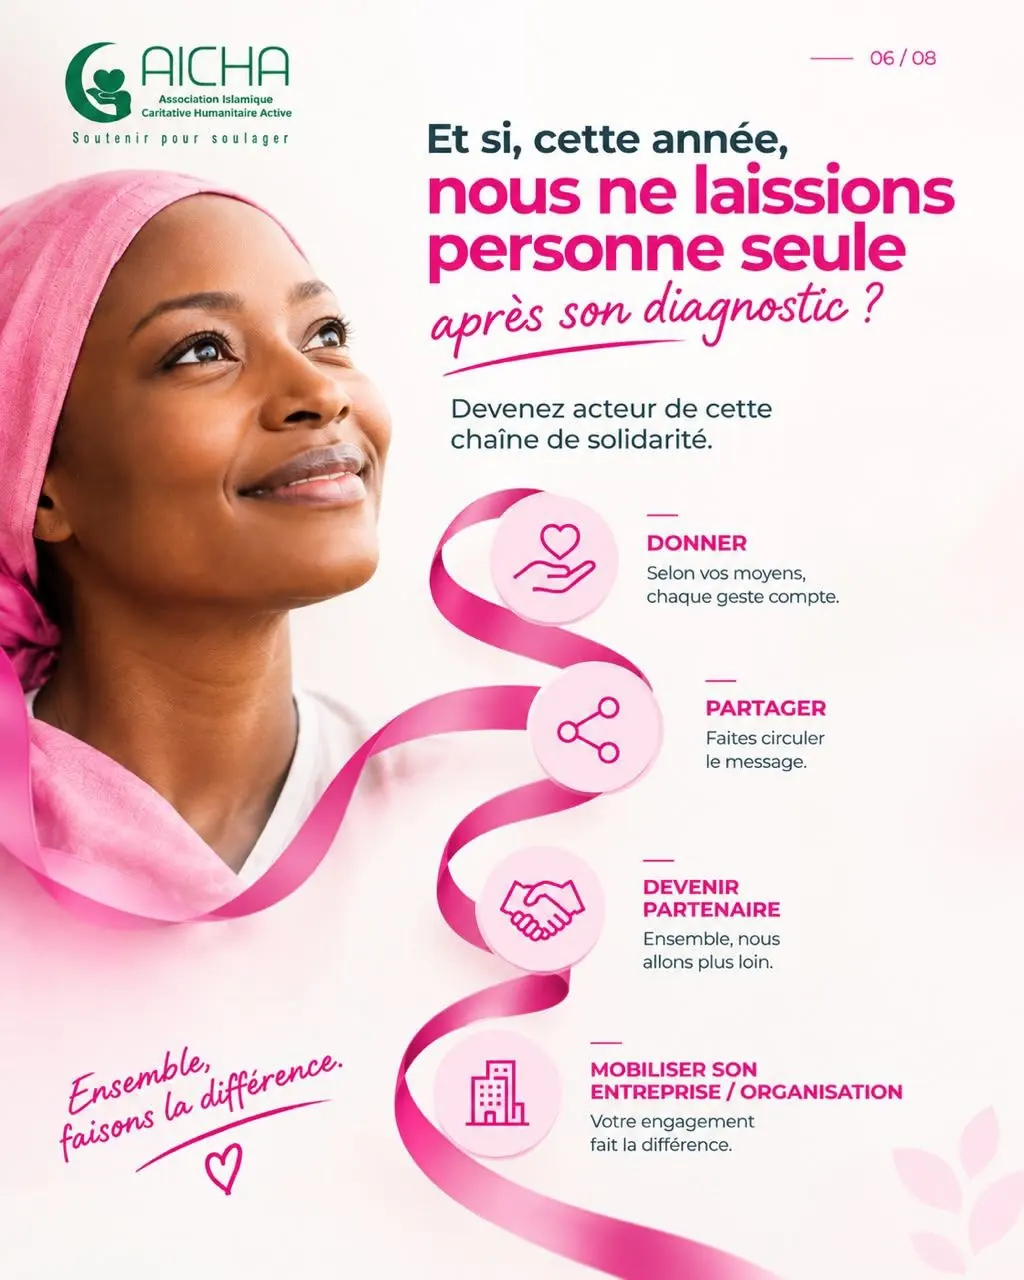 AICHA
Association Islamique
Caritative Humanitaire Active
Soutenir pour soulager
06 / 08
Et si, cette année,
nous ne laissions
personne seule
après son diagnostic ?
Devenez acteur de cette
chaîne de solidarité.
DONNER
Selon vos moyens,
chaque geste compte.
PARTAGER
Faites circuler
le message.
DEVENIR
PARTENAIRE
Ensemble, nous
allons plus loin.
MOBILISER SON
ENTREPRISE / ORGANISATION
Votre engagement
fait la différence.
Ensemble,
faisons la différence.